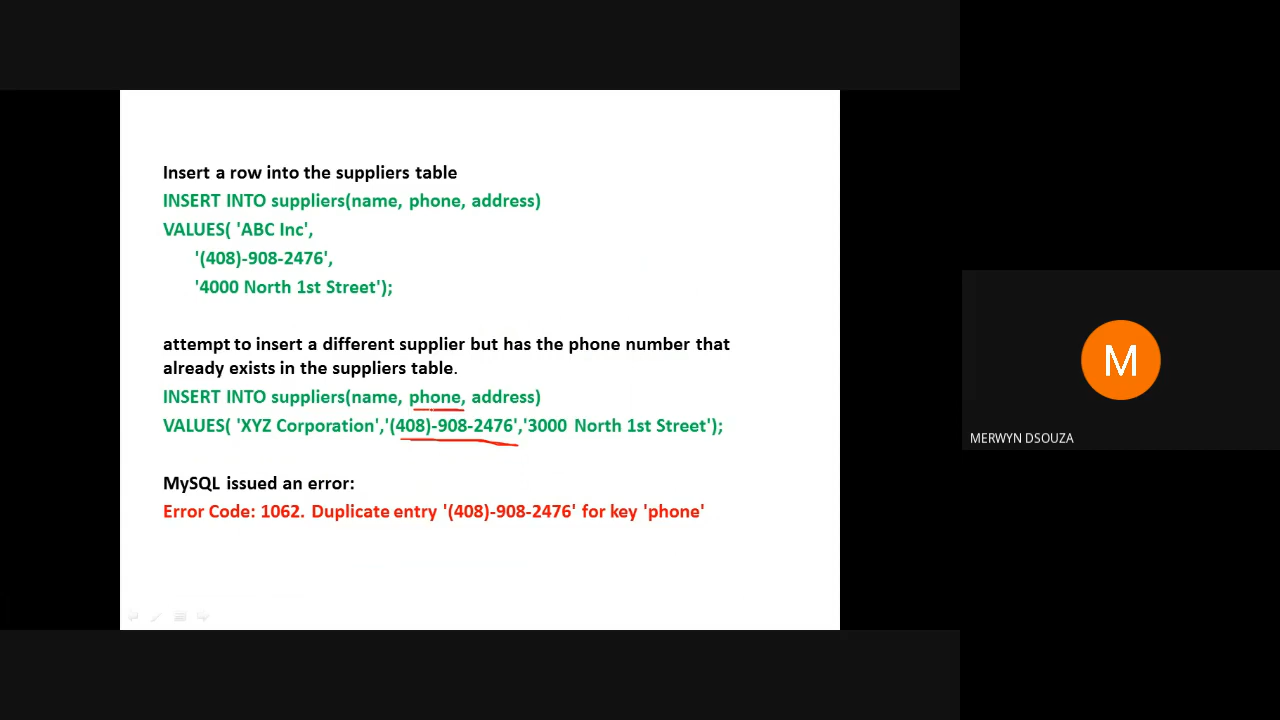 Insert a row into the suppliers table
INSERT INTO suppliers(name, phone, address)
VALUES( 'ABC Inc',
'(408)-908-2476',
'4000 North 1st Street');
attempt to insert a different supplier but has the phone number that
already exists in the suppliers table.
INSERT INTO suppliers(name, phone, address)
VALUES( 'XYZ Corporation','(408)-908-2476','3000 North 1st Street');
MySQL issued an error:
Error Code: 1062. Duplicate entry '(408)-908-2476' for key 'phone'
M
MERWYN DSOUZA